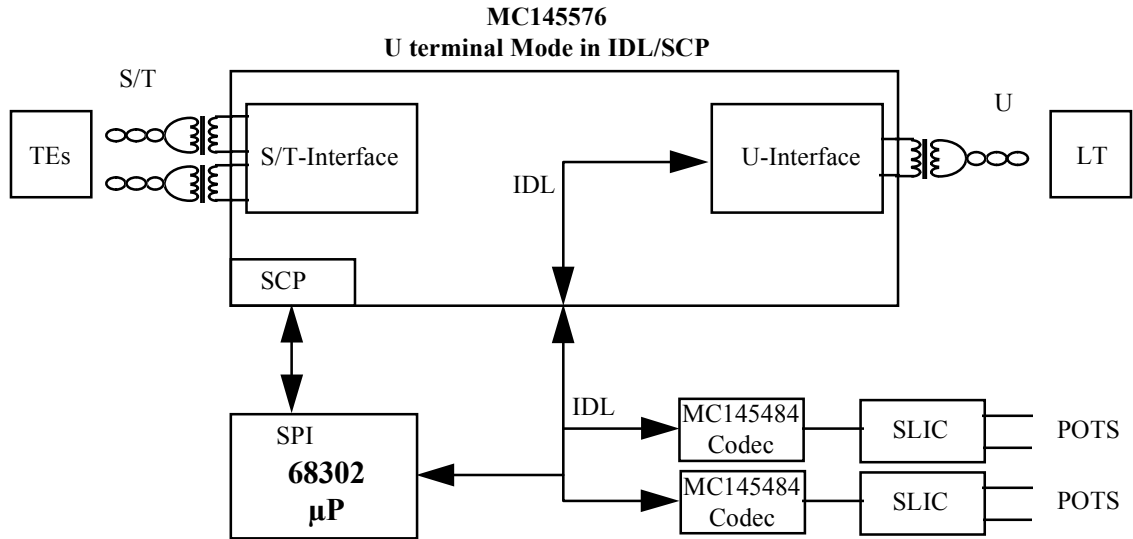 MC145576
U terminal Mode in IDL/SCP
S/T
U
TEs
S/T-Interface
U-Interface
LT
IDL
SCP
IDL
SPI
68302
µP
MC145484
Codec
SLIC
POTS
MC145484
Codec
SLIC
POTS